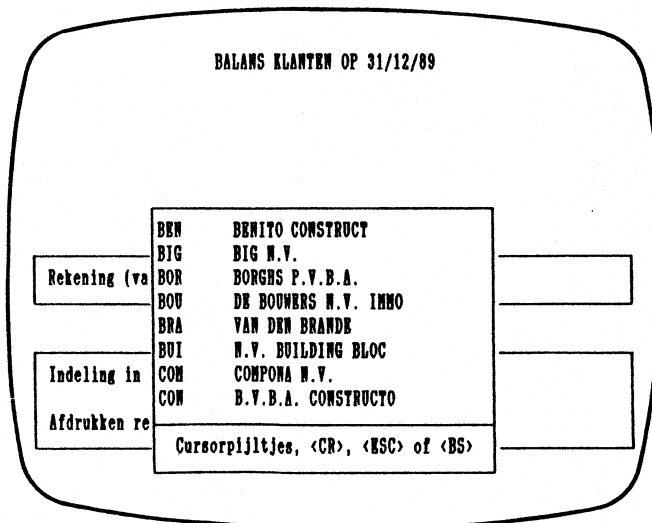 BALANS KLANTEN OP 31/12/89
BEN BENITO CONSTRUCT
BIG BIG N.V.
Rekening (va BOR BORGHS P.V.B.A.
BOU DE BOUWERS N.V. IMMO
BRA VAN DEN BRANDE
BUI N.V. BUILDING BLOC
Indeling in COM COMPONA N.V.
CON B.V.B.A. CONSTRUCTO
Afdrukken re
Cursorpijltjes, <CR>, <ESC> of <BS>